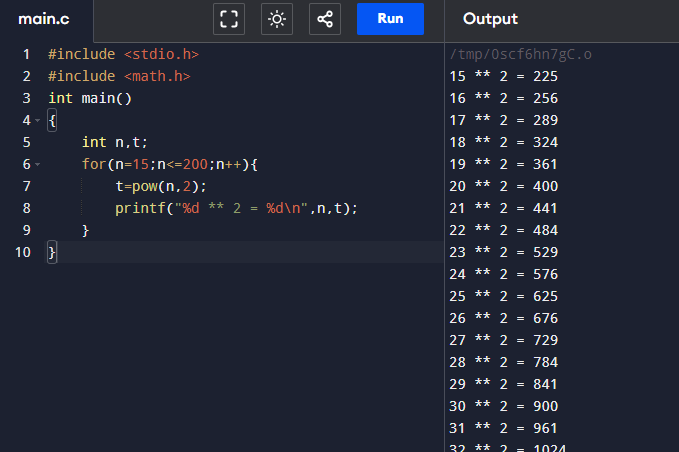 main.c
Run
Output
1 #include <stdio.h>
2 #include <math.h>
3 int main()
4 {
5 int n,t;
6 for(n=15;n<=200;n++){
7 t=pow(n,2);
8 printf("%d ** 2 = %d\n",n,t);
9 }
10 }
/tmp/0scf6hn7gC.o
15 ** 2 = 225
16 ** 2 = 256
17 ** 2 = 289
18 ** 2 = 324
19 ** 2 = 361
20 ** 2 = 400
21 ** 2 = 441
22 ** 2 = 484
23 ** 2 = 529
24 ** 2 = 576
25 ** 2 = 625
26 ** 2 = 676
27 ** 2 = 729
28 ** 2 = 784
29 ** 2 = 841
30 ** 2 = 900
31 ** 2 = 961
32 ** 2 = 1024